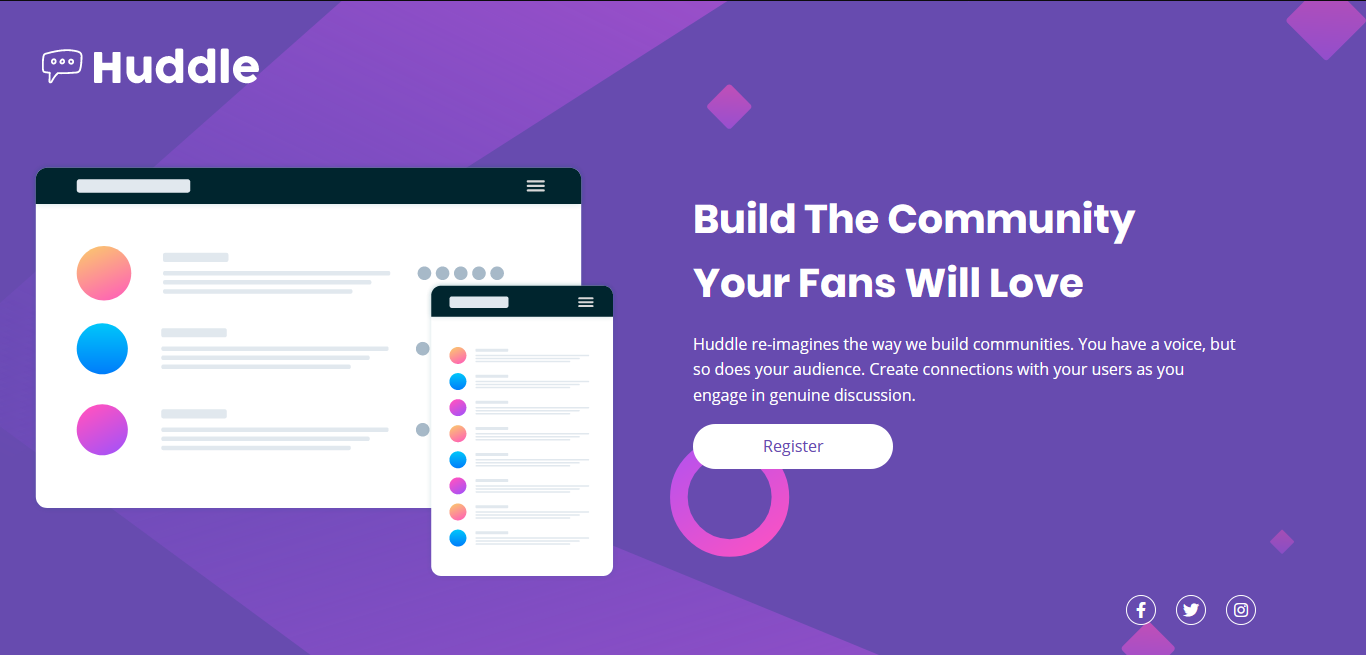 Huddle
Build The Community
Your Fans Will Love
Huddle re-imagines the way we build communities. You have a voice, but
so does your audience. Create connections with your users as you
engage in genuine discussion.
Register